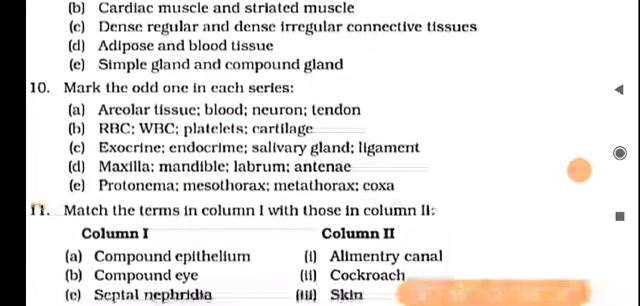 (b) Cardiac muscle and striated muscle
(c) Dense regular and dense irregular connective tissues
(d) Adipose and blood tissue
(e) Simple gland and compound gland
10. Mark the odd one in each series:
(a) Areolar tissue; blood; neuron; tendon
(b) RBC; WBC; platelets; cartilage
(c) Exocrine; endocrime; salivary gland; ligament
(d) Maxilla; mandible; labrum; antenae
(e) Protonema; mesothorax; metathorax; coxa
11. Match the terms in column I with those in column II:
Column I Column II
(a) Compound epithelium (i) Alimentry canal
(b) Compound eye (ii) Cockroach
(c) Septal nephridia (iii) Skin